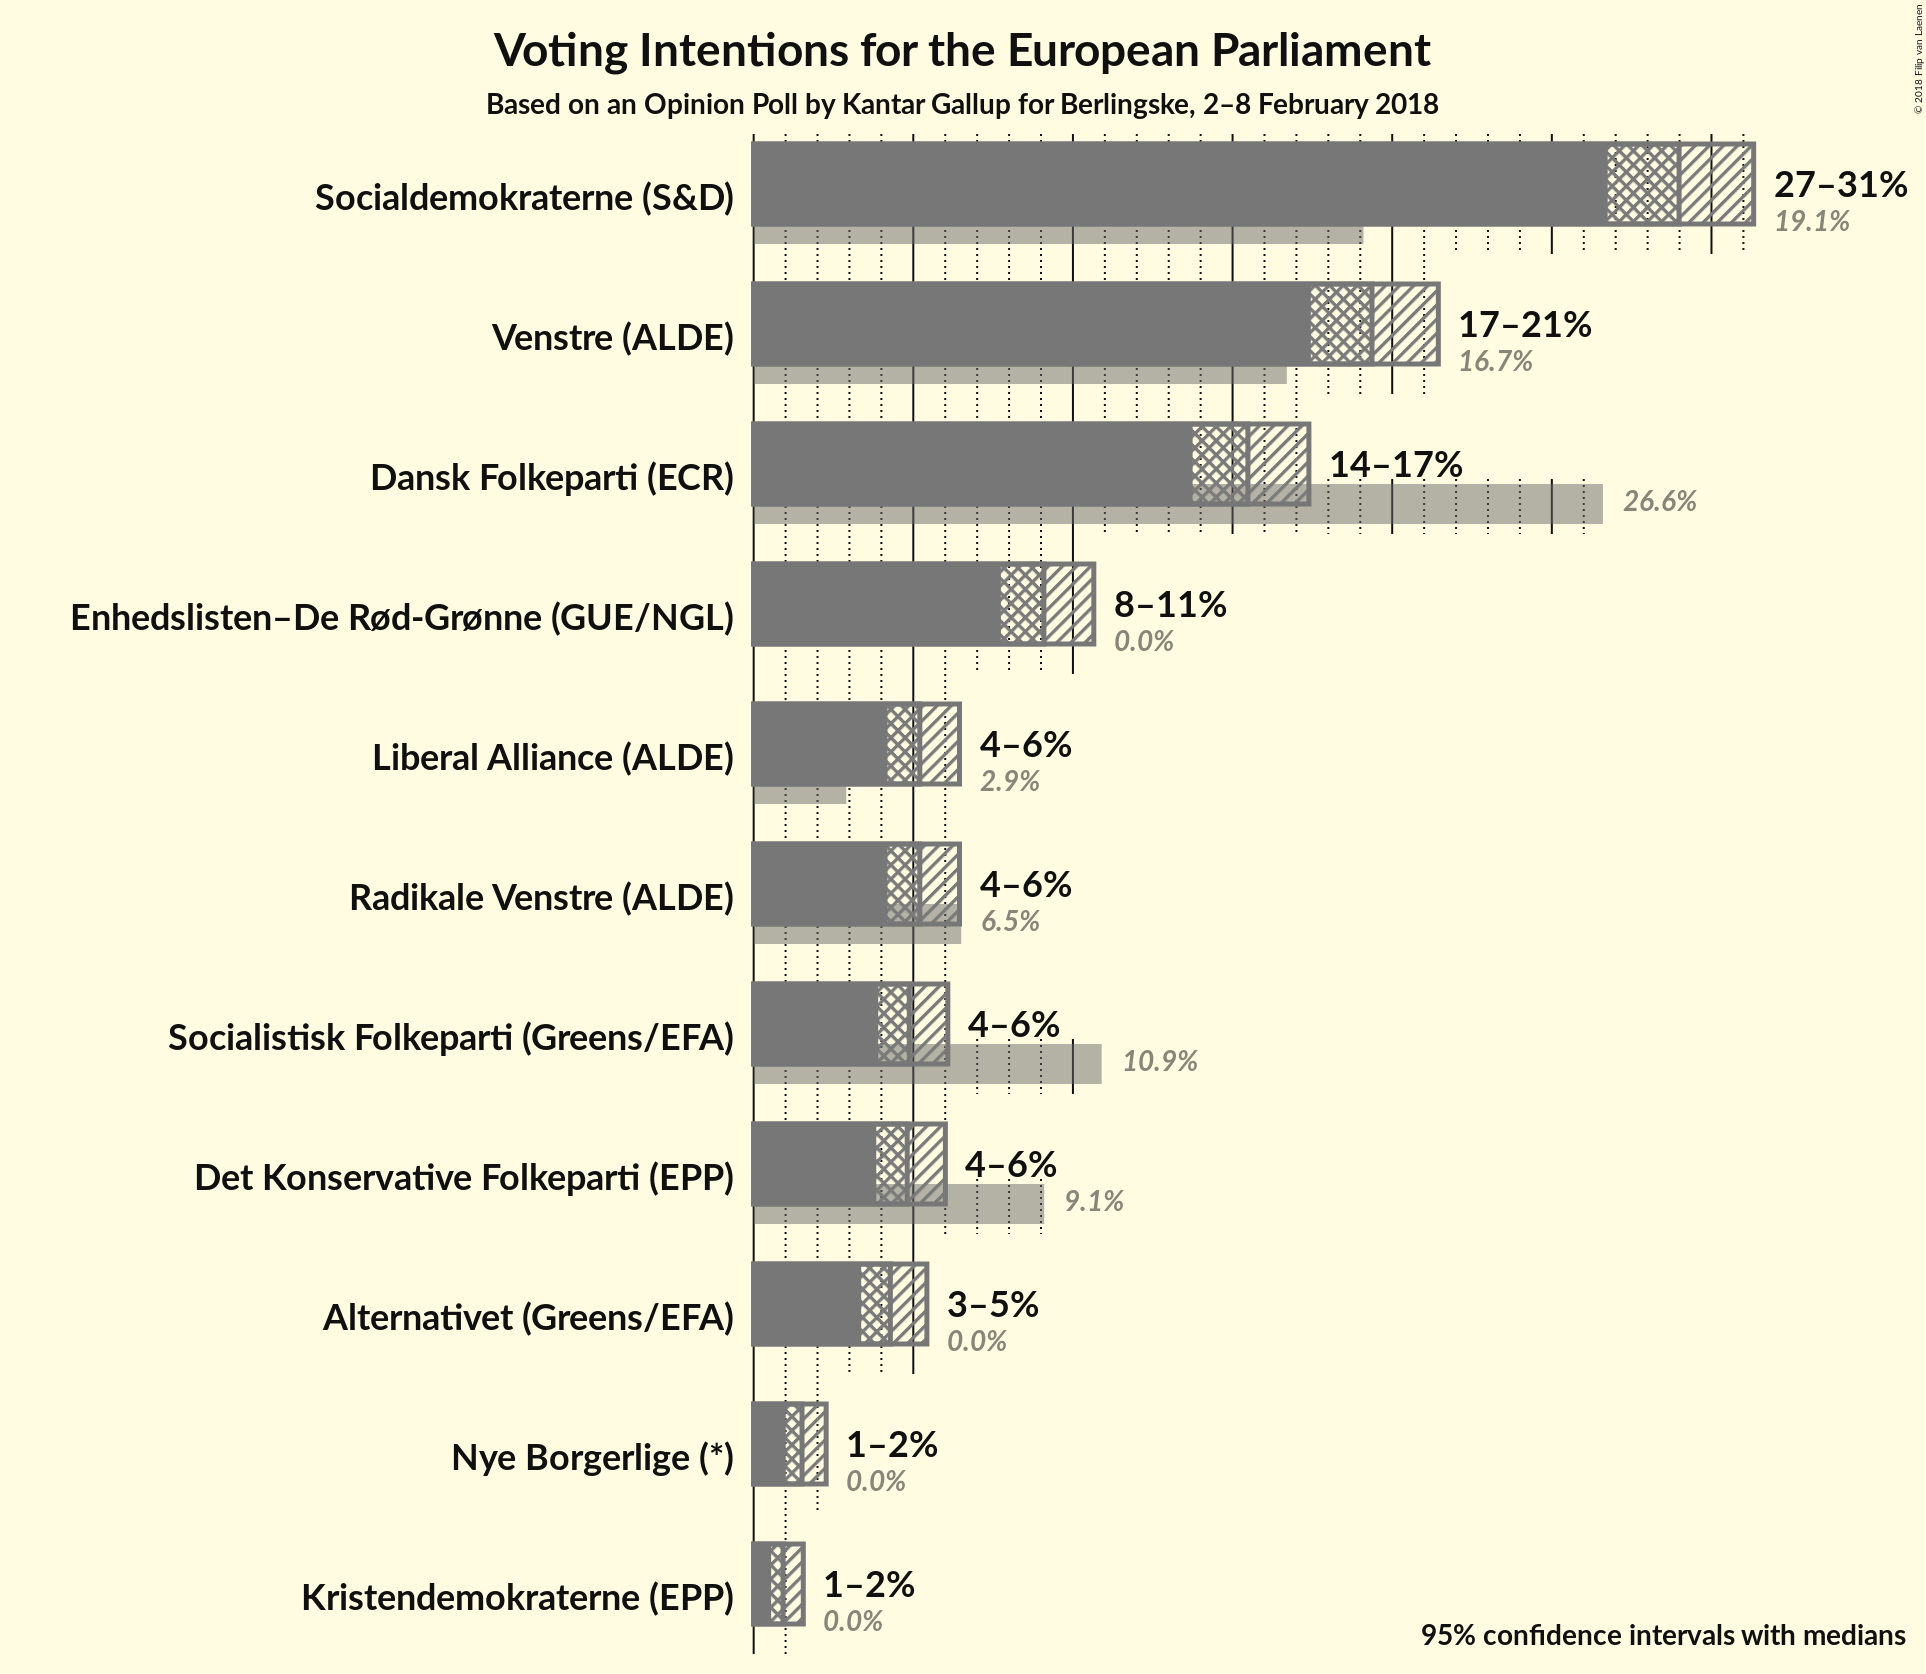 Voting Intentions for the European Parliament
Based on an Opinion Poll by Kantar Gallup for Berlingske, 2–8 February 2018
© 2018 Filip van Laenen
Socialdemokraterne (S&D)
27–31%
19.1%
Venstre (ALDE)
17–21%
16.7%
Dansk Folkeparti (ECR)
14–17%
26.6%
Enhedslisten–De Rød-Grønne (GUE/NGL)
8–11%
0.0%
Liberal Alliance (ALDE)
4–6%
2.9%
Radikale Venstre (ALDE)
4–6%
6.5%
Socialistisk Folkeparti (Greens/EFA)
4–6%
10.9%
Det Konservative Folkeparti (EPP)
4–6%
9.1%
Alternativet (Greens/EFA)
3–5%
0.0%
Nye Borgerlige (*)
1–2%
0.0%
Kristendemokraterne (EPP)
1–2%
0.0%
95% confidence intervals with medians